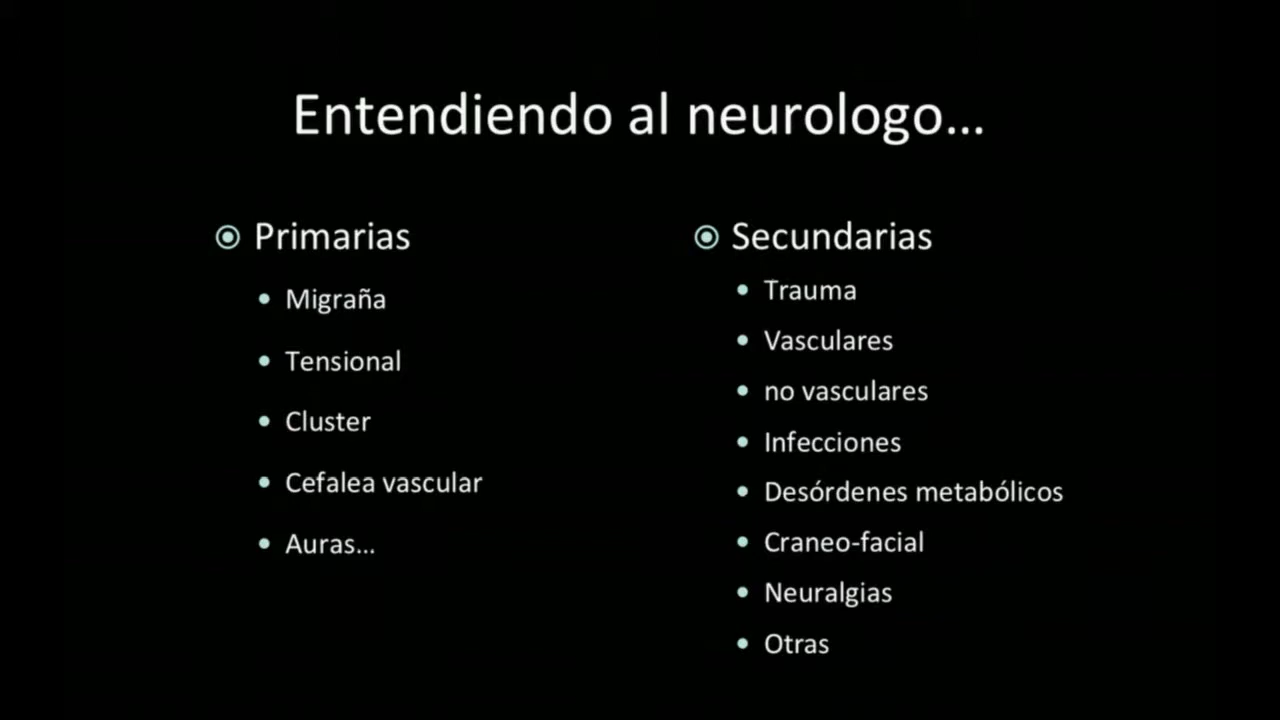 Entendiendo al neurologo...
Primarias
Migraña
Tensional
Cluster
Cefalea vascular
Auras...
Secundarias
Trauma
Vasculares
no vasculares
Infecciones
Desórdenes metabólicos
Craneo-facial
Neuralgias
Otras